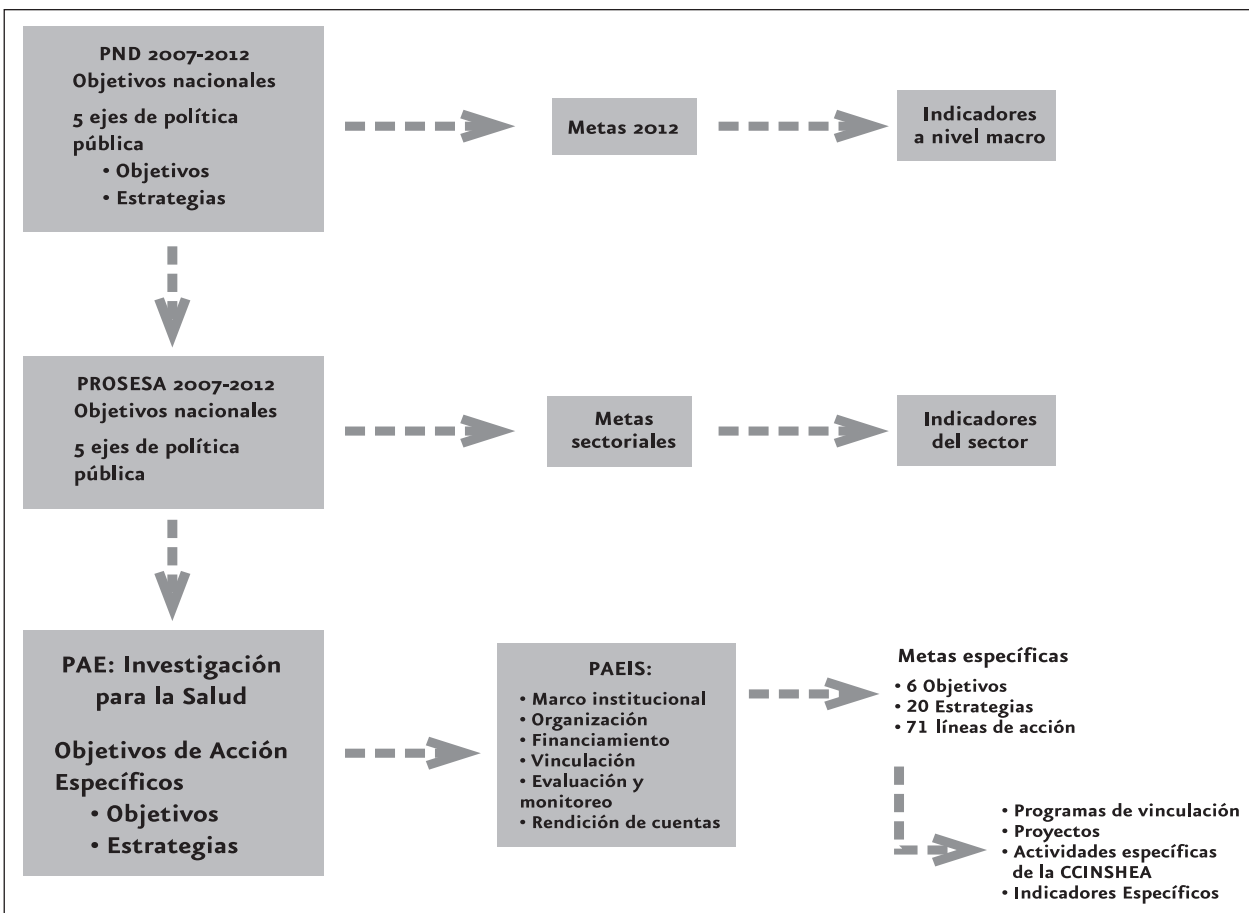 PND 2007-2012
Objetivos nacionales
5 ejes de política
pública
• Objetivos
• Estrategias
Metas 2012
Indicadores
a nivel macro
PROSESA 2007-2012
Objetivos nacionales
5 ejes de política
pública
Metas
sectoriales
Indicadores
del sector
PAE: Investigación
para la Salud
Objetivos de Acción
Específicos
• Objetivos
• Estrategias
PAEIS:
• Marco institucional
• Organización
• Financiamiento
• Vinculación
• Evaluación y
monitoreo
• Rendición de cuentas
Metas específicas
• 6 Objetivos
• 20 Estrategias
• 71 líneas de acción
• Programas de vinculación
• Proyectos
• Actividades específicas
de la CCINSHEA
• Indicadores Específicos